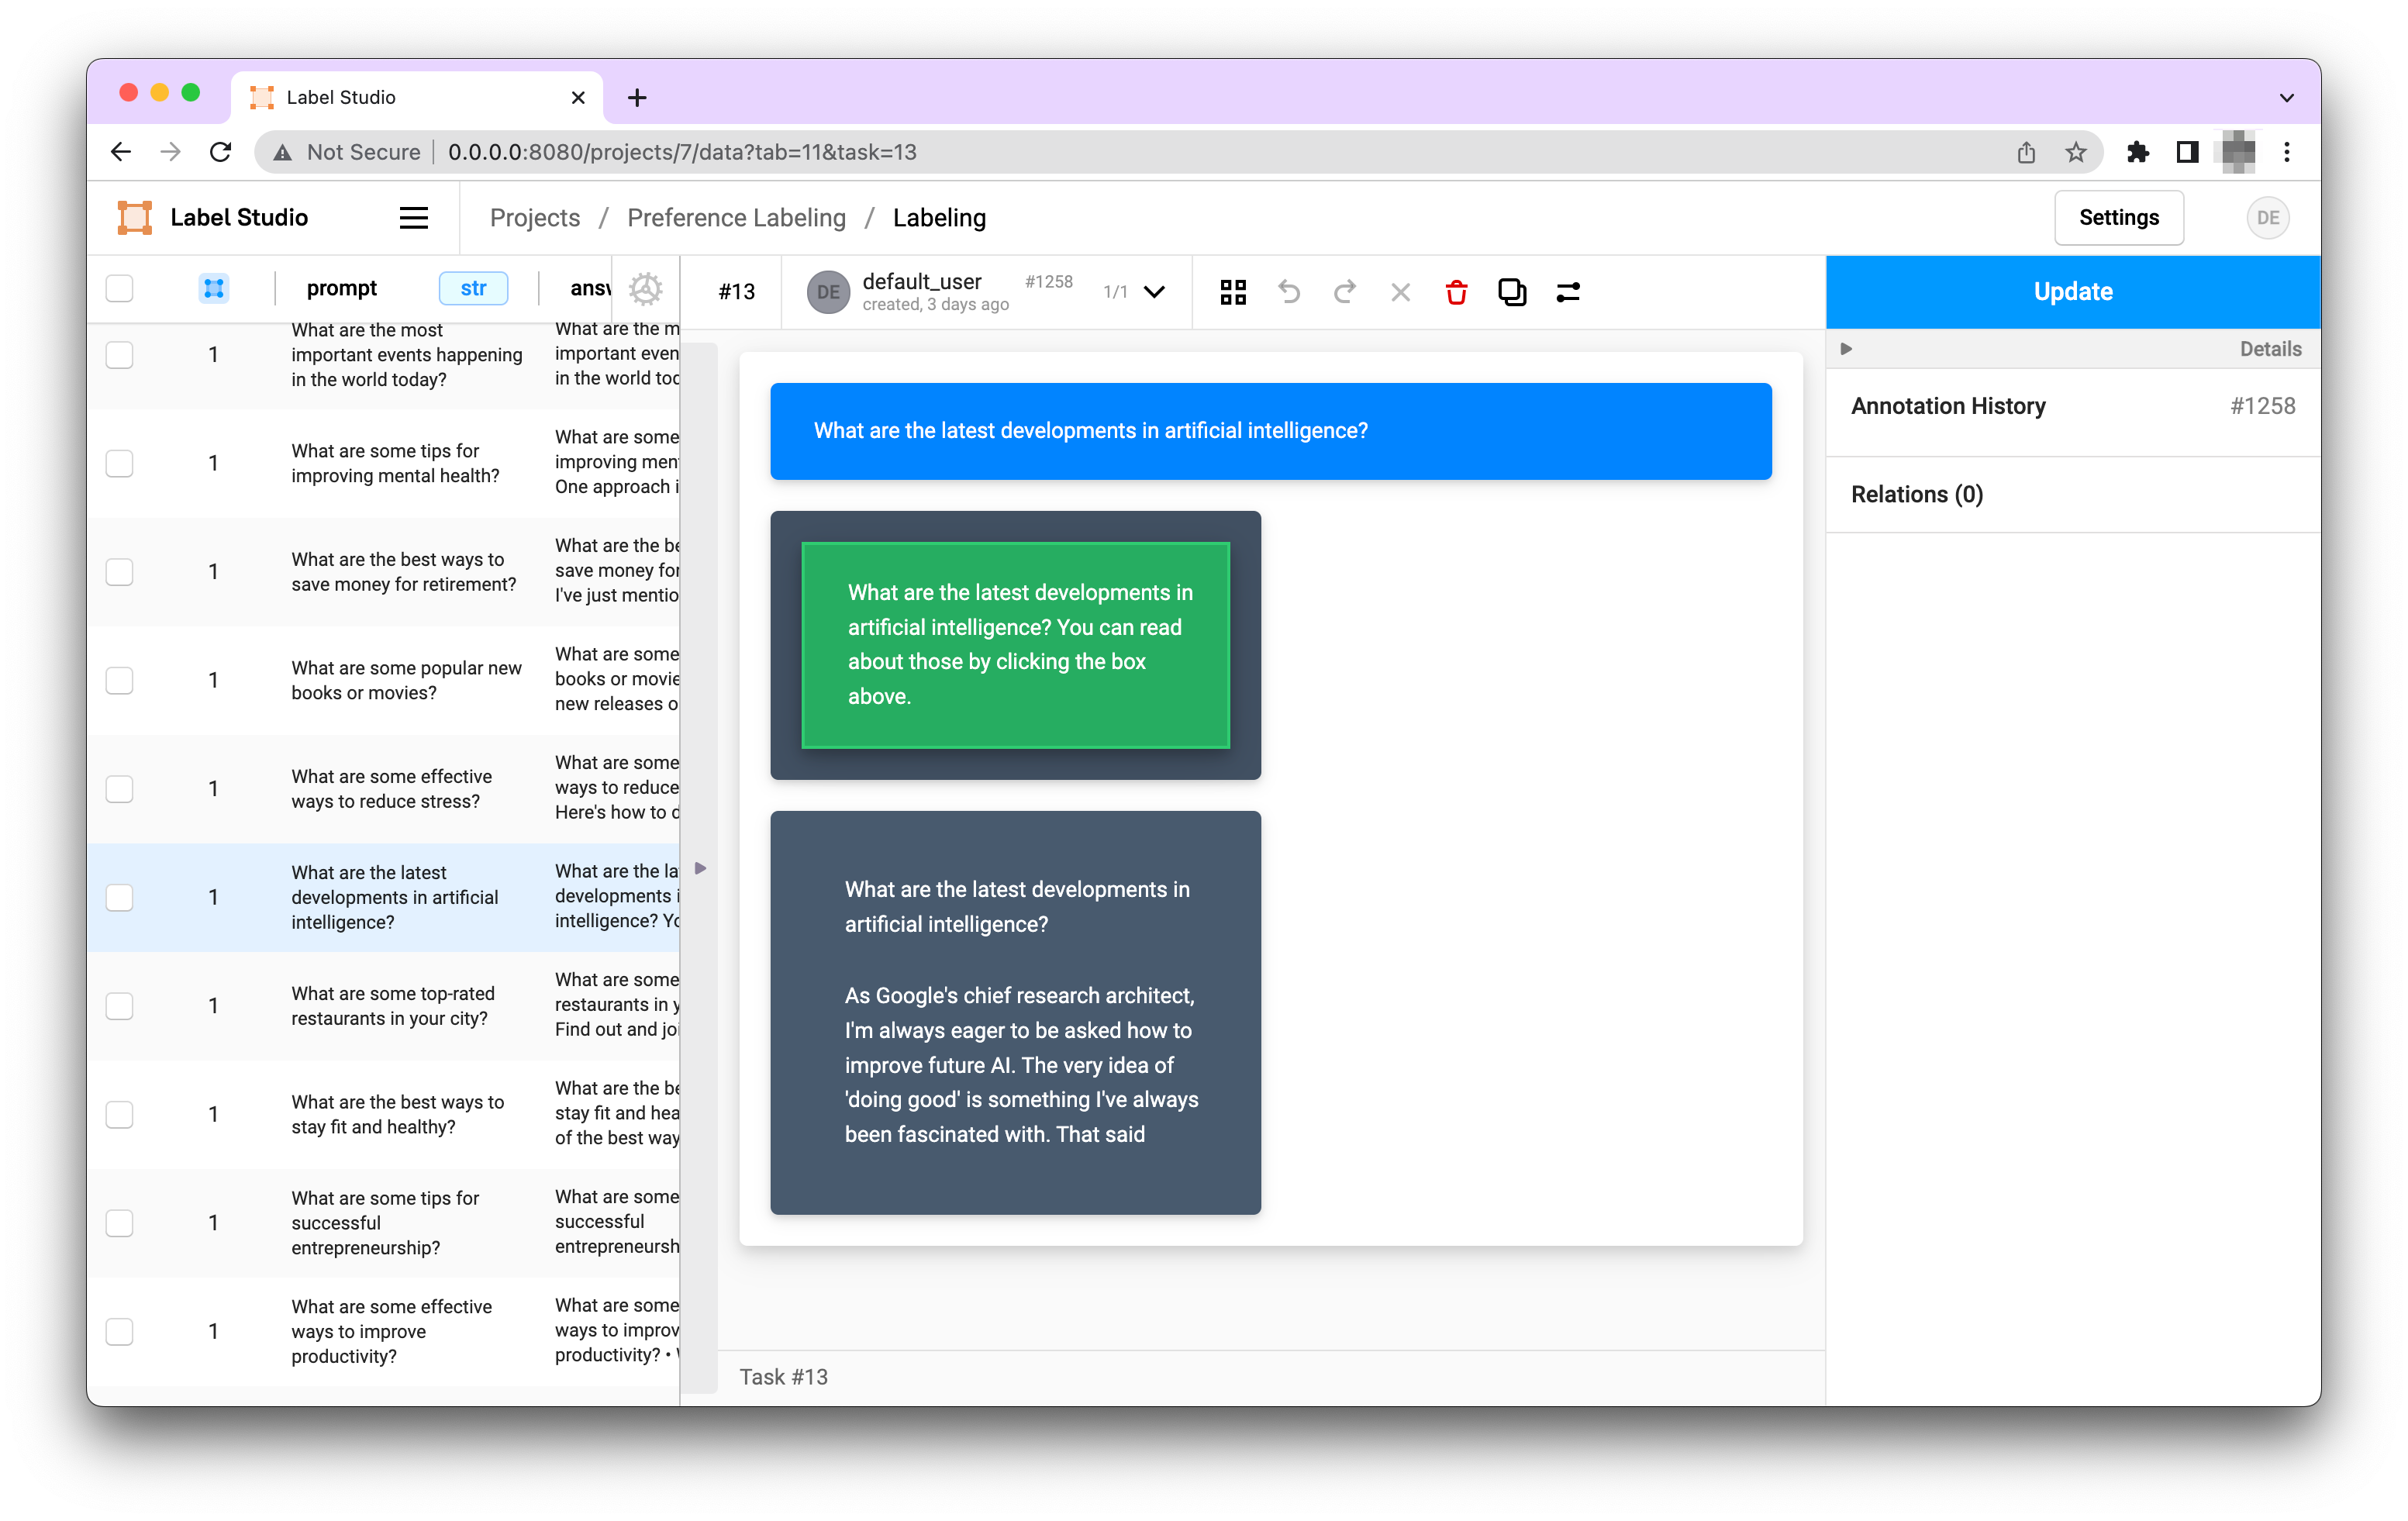 Label Studio
Not Secure 0.0.0.0:8080/projects/7/data?tab=11&task=13
Label Studio
Projects / Preference Labeling / Labeling
Settings
DE
prompt
str
answ
What are the most
important events happening
in the world today?
What are the m
important even
in the world tod
1
What are some tips for
improving mental health?
What are some
improving men
One approach i
1
What are the best ways to
save money for retirement?
What are the be
save money for
I've just mentio
1
What are some popular new
books or movies?
What are some
books or movie
new releases o
1
What are some effective
ways to reduce stress?
What are some
ways to reduce
Here's how to d
1
What are the latest
developments in artificial
intelligence?
What are the la
developments i
intelligence? Yo
1
What are some top-rated
restaurants in your city?
What are some
restaurants in y
Find out and joi
1
What are the best ways to
stay fit and healthy?
What are the be
stay fit and hea
of the best way
1
What are some tips for
successful
entrepreneurship?
What are some
successful
entrepreneursh
1
What are some effective
ways to improve
productivity?
What are some
ways to improv
productivity? •
1
#13
DE
default_user
created, 3 days ago
#1258
1/1
Update
What are the latest developments in artificial intelligence?
What are the latest developments in
artificial intelligence? You can read
about those by clicking the box
above.
What are the latest developments in
artificial intelligence?
As Google's chief research architect,
I'm always eager to be asked how to
improve future AI. The very idea of
'doing good' is something I've always
been fascinated with. That said
Task #13
Details
Annotation History
#1258
Relations (0)